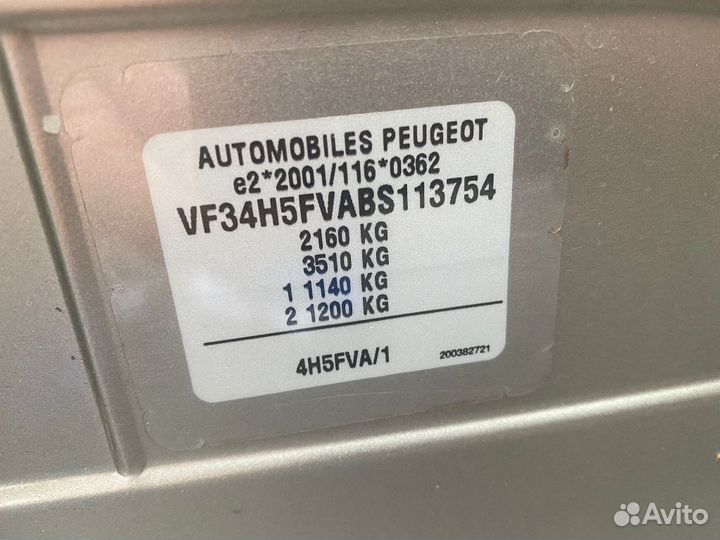 AUTOMOBILES PEUGEOT
e2*2001/116*0362
VF34H5FVABS113754
2160 KG
3510 KG
1 1140 KG
2 1200 KG
4H5FVA/1
200382721
Avito